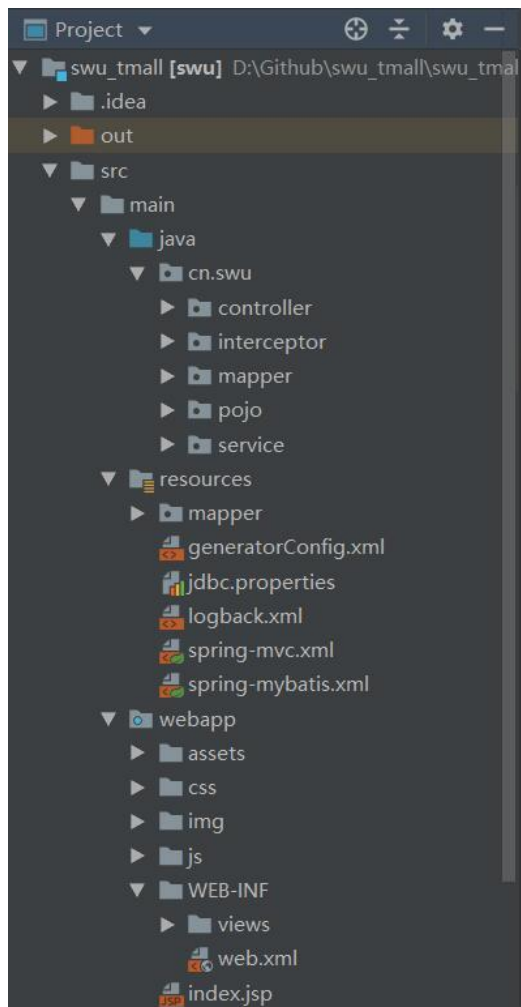 Project
swu_tmall [swu] D:\Github\swu_tmall\swu_tmal
.idea
out
src
main
java
cn.swu
controller
interceptor
mapper
pojo
service
resources
mapper
generatorConfig.xml
jdbc.properties
logback.xml
spring-mvc.xml
spring-mybatis.xml
webapp
assets
css
img
js
WEB-INF
views
web.xml
index.jsp